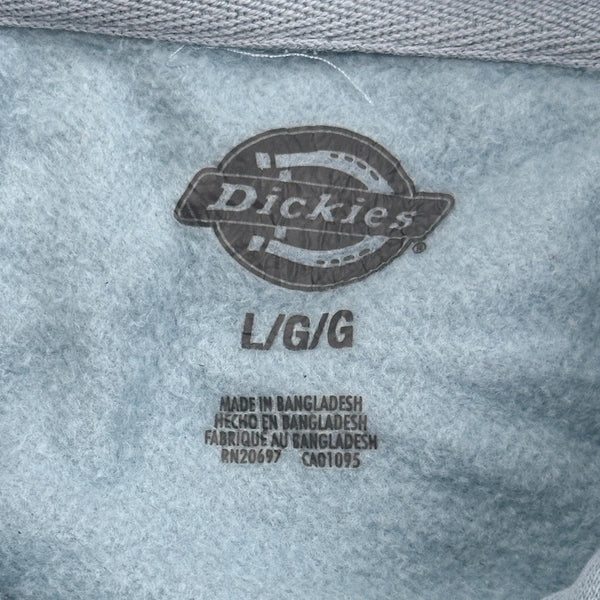 Dickies®
L/G/G
MADE IN BANGLADESH
HECHO EN BANGLADESH
FABRIQUE AU BANGLADESH
RN20697 CA01095